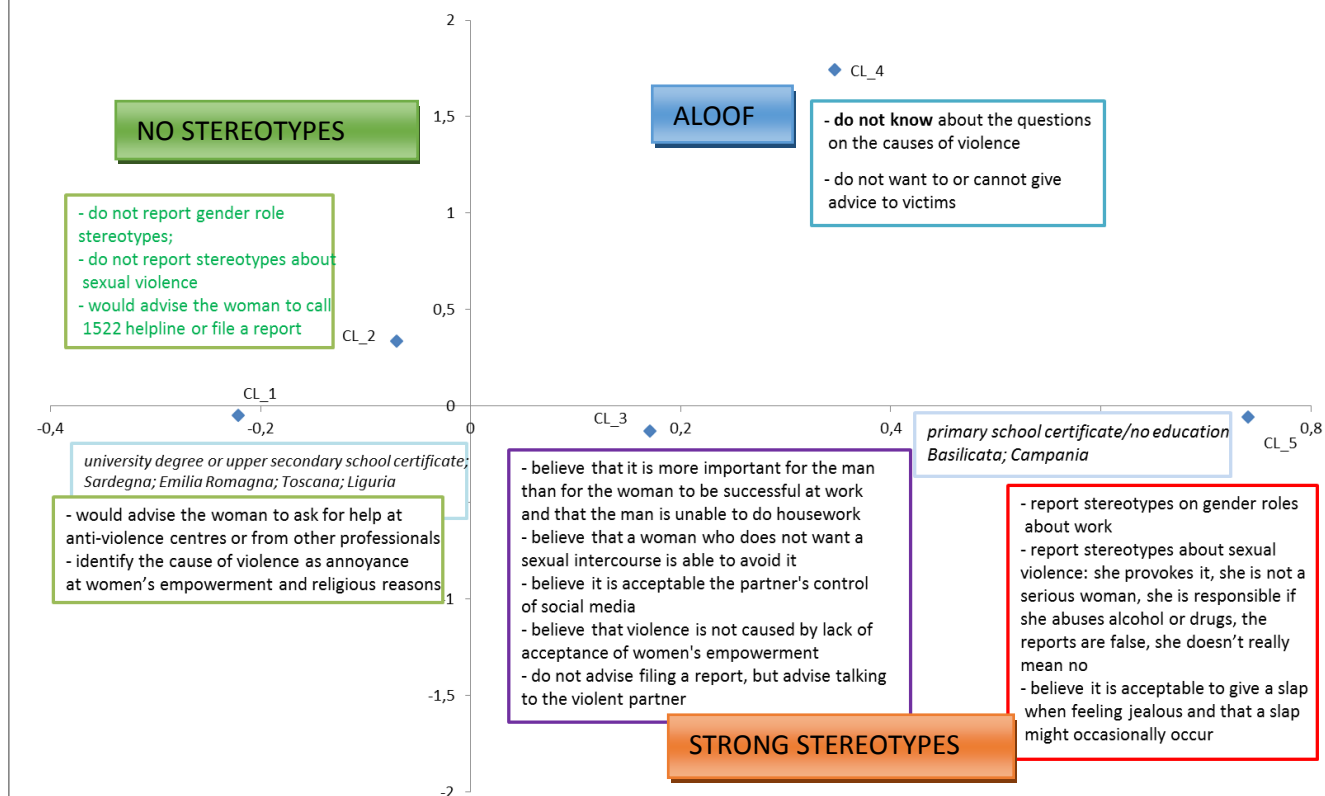 2
CL_4
NO STEREOTYPES
1,5
ALOOF
- do not know about the questions
on the causes of violence
- do not want to or cannot give
advice to victims
1
- do not report gender role
stereotypes;
- do not report stereotypes about
sexual violence
- would advise the woman to call
1522 helpline or file a report
0,5
CL_2
CL_1
0
CL_3
CL_5
-0,4
-0,2
0
0,2
0,4
0,8
university degree or upper secondary school certificate;
Sardegna; Emilia Romagna; Toscana; Liguria
primary school certificate/no education
Basilicata; Campania
- would advise the woman to ask for help at
anti-violence centres or from other professionals
- identify the cause of violence as annoyance
at women's empowerment and religious reasons
-1
- believe that it is more important for the man
than for the woman to be successful at work
and that the man is unable to do housework
- believe that a woman who does not want a
sexual intercourse is able to avoid it
- believe it is acceptable the partner's control
of social media
- believe that violence is not caused by lack of
acceptance of women's empowerment
- do not advise filing a report, but advise talking
to the violent partner
- report stereotypes on gender roles
about work
- report stereotypes about sexual
violence: she provokes it, she is not a
serious woman, she is responsible if
she abuses alcohol or drugs, the
reports are false, she doesn't really
mean no
- believe it is acceptable to give a slap
when feeling jealous and that a slap
might occasionally occur
-1,5
STRONG STEREOTYPES
-2